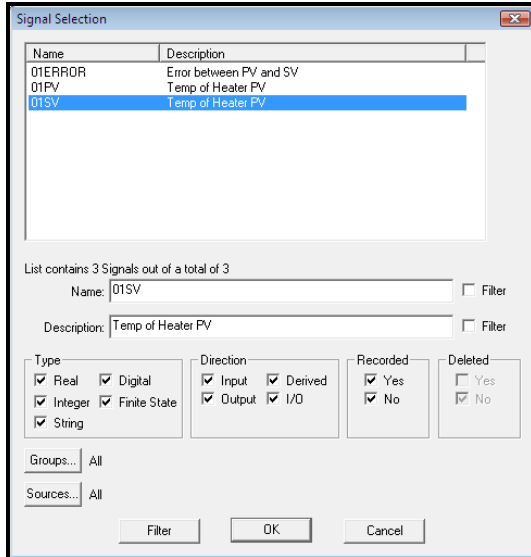 Signal Selection
Name Description
01ERROR Error between PV and SV
01PV Temp of Heater PV
01SV Temp of Heater PV
List contains 3 Signals out of a total of 3
Name: 01SV Filter
Description: Temp of Heater PV Filter
Type Direction Recorded Deleted
Real Digital Input Derived Yes Yes
Integer Finite State Output I/O No No
String
Groups... All
Sources... All
Filter OK Cancel